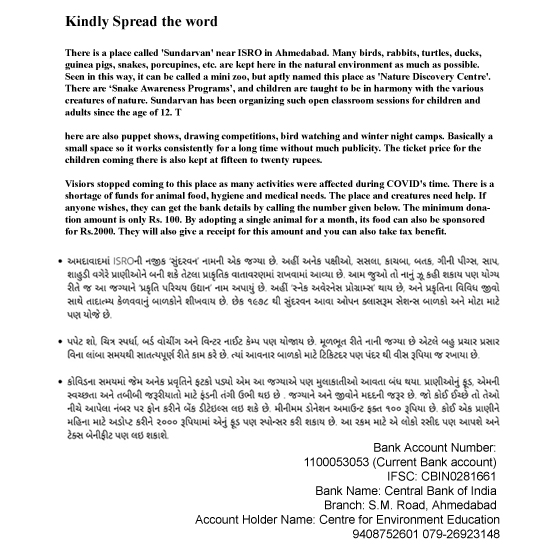 Kindly Spread the word
There is a place called 'Sundarvan' near ISRO in Ahmedabad. Many birds, rabbits, turtles, ducks,
guinea pigs, snakes, porcupines, etc. are kept here in the natural environment as much as possible.
Seen in this way, it can be called a mini zoo, but aptly named this place as 'Nature Discovery Centre'.
There are ‘Snake Awareness Programs’, and children are taught to be in harmony with the various
creatures of nature. Sundarvan has been organizing such open classroom sessions for children and
adults since the age of 12. T
here are also puppet shows, drawing competitions, bird watching and winter night camps. Basically a
small space so it works consistently for a long time without much publicity. The ticket price for the
children coming there is also kept at fifteen to twenty rupees.
Visiors stopped coming to this place as many activities were affected during COVID's time. There is a
shortage of funds for animal food, hygiene and medical needs. The place and creatures need help. If
anyone wishes, they can get the bank details by calling the number given below. The minimum dona-
tion amount is only Rs. 100. By adopting a single animal for a month, its food can also be sponsored
for Rs.2000. They will also give a receipt for this amount and you can also take tax benefit.
• અમદાવાદમાં ISROની નજીક 'સુંદરવન' નામની એક જગ્યા છે. અહીં અનેક પક્ષીઓ, સસલા, કાચબા, બતક, ગીની પીગ્સ, સાપ,
શાહુડી વગેરે પ્રાણીઓને બની શકે તેટલા પ્રાકૃતિક વાતાવરણમાં રાખવામાં આવ્યા છે. આમ જુઓ તો નાનું ઝૂ કહી શકાય પણ યોગ્ય
રીતે જ આ જગ્યાને 'પ્રકૃતિ પરિચય ઉદ્યાન' નામ અપાયું છે. અહીં 'સ્નેક અવેરનેસ પ્રોગ્રામ્સ' થાય છે, અને પ્રકૃતિના વિવિધ જીવો
સાથે તાદાત્મ્ય કેળવવાનું બાળકોને શીખવાય છે. છેક ૧૯૭૮ થી સુંદરવન આવા ઓપન ક્લાસરૂમ સેશન્સ બાળકો અને મોટા માટે
પણ યોજે છે.
• પપેટ શો, ચિત્ર સ્પર્ધા, બર્ડ વોચીંગ અને વિન્ટર નાઈટ કેમ્પ પણ યોજાય છે. મૂળભૂત રીતે નાની જગ્યા છે એટલે બહુ પ્રચાર પ્રસાર
વિના લાંબા સમયથી સાતત્યપૂર્ણ રીતે કામ કરે છે. ત્યાં આવનાર બાળકો માટે ટિકિટદર પણ પંદર થી વીસ રૂપિયા જ રખાય છે.
• કોવિડના સમયમાં જેમ અનેક પ્રવૃતિને ફટકો પડ્યો એમ આ જગ્યાએ પણ મુલાકાતીઓ આવતા બંધ થયા. પ્રાણીઓનું ફૂડ, એમની
સ્વચ્છતા અને તબીબી જરૂરીયાતો માટે ફંડની તંગી ઉભી થઇ છે . જગ્યાને અને જીવોને મદદની જરૂર છે. જો કોઈ ઈચ્છે તો તેઓ
નીચે આપેલા નંબર પર ફોન કરીને બૅંક ડીટેઇલ્સ લઇ શકે છે. મીનીમમ ડોનેશન અમાઉન્ટ ફક્ત ૧૦૦ રૂપિયા છે. કોઈ એક પ્રાણીને
મહિના માટે અડોપ્ટ કરીને ૨૦૦૦ રૂપિયામાં એનું ફૂડ પણ સ્પોન્સર કરી શકાય છે. આ રકમ માટે એ લોકો રસીદ પણ આપશે અને
ટેક્સ બેનીફીટ પણ લઇ શકાશે.
Bank Account Number:
1100053053 (Current Bank account)
IFSC: CBIN0281661
Bank Name: Central Bank of India
Branch: S.M. Road, Ahmedabad
Account Holder Name: Centre for Environment Education
9408752601 079-26923148